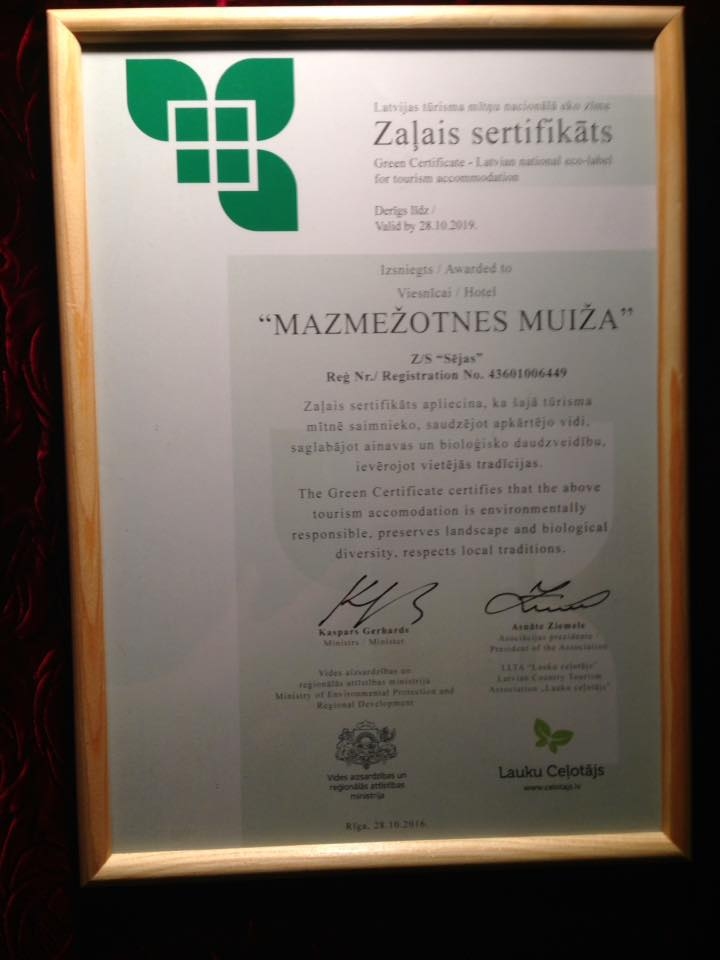 Latvijas tūrisma mītņu nacionālā eko zīme
Zaļais sertifikāts
Green Certificate - Latvian national eco-label
for tourism accommodation
Derīgs līdz /
Valid by 28.10.2019.
Izsniegts / Awarded to
Viesnīcai / Hotel
“MAZMEŽOTNES MUIŽA”
Z/S “Sējas”
Reģ Nr./ Registration No. 43601006449
Zaļais sertifikāts apliecina, ka šajā tūrisma
mītnē saimnieko, saudzējot apkārtējo vidi,
saglabājot ainavas un bioloģisko daudzveidību,
ievērojot vietējās tradīcijas.
The Green Certificate certifies that the above
tourism accomodation is environmentally
responsible, preserves landscape and biological
diversity, respects local traditions.
Kaspars Gerhards
Ministrs / Minister
Vides aizsardzības un
reģionālās attīstības ministrija
Ministry of Environmental Protection and
Regional Development
Vides aizsardzības un
reģionālās attīstības
ministrija
Asnāte Ziemele
Asociācijas prezidente
President of the Association
LLTA “Lauku ceļotājs”
Latvian Country Tourism
Association „Lauku ceļotājs”
Lauku Ceļotājs
www.celotajs.lv
Rīga, 28.10.2016.